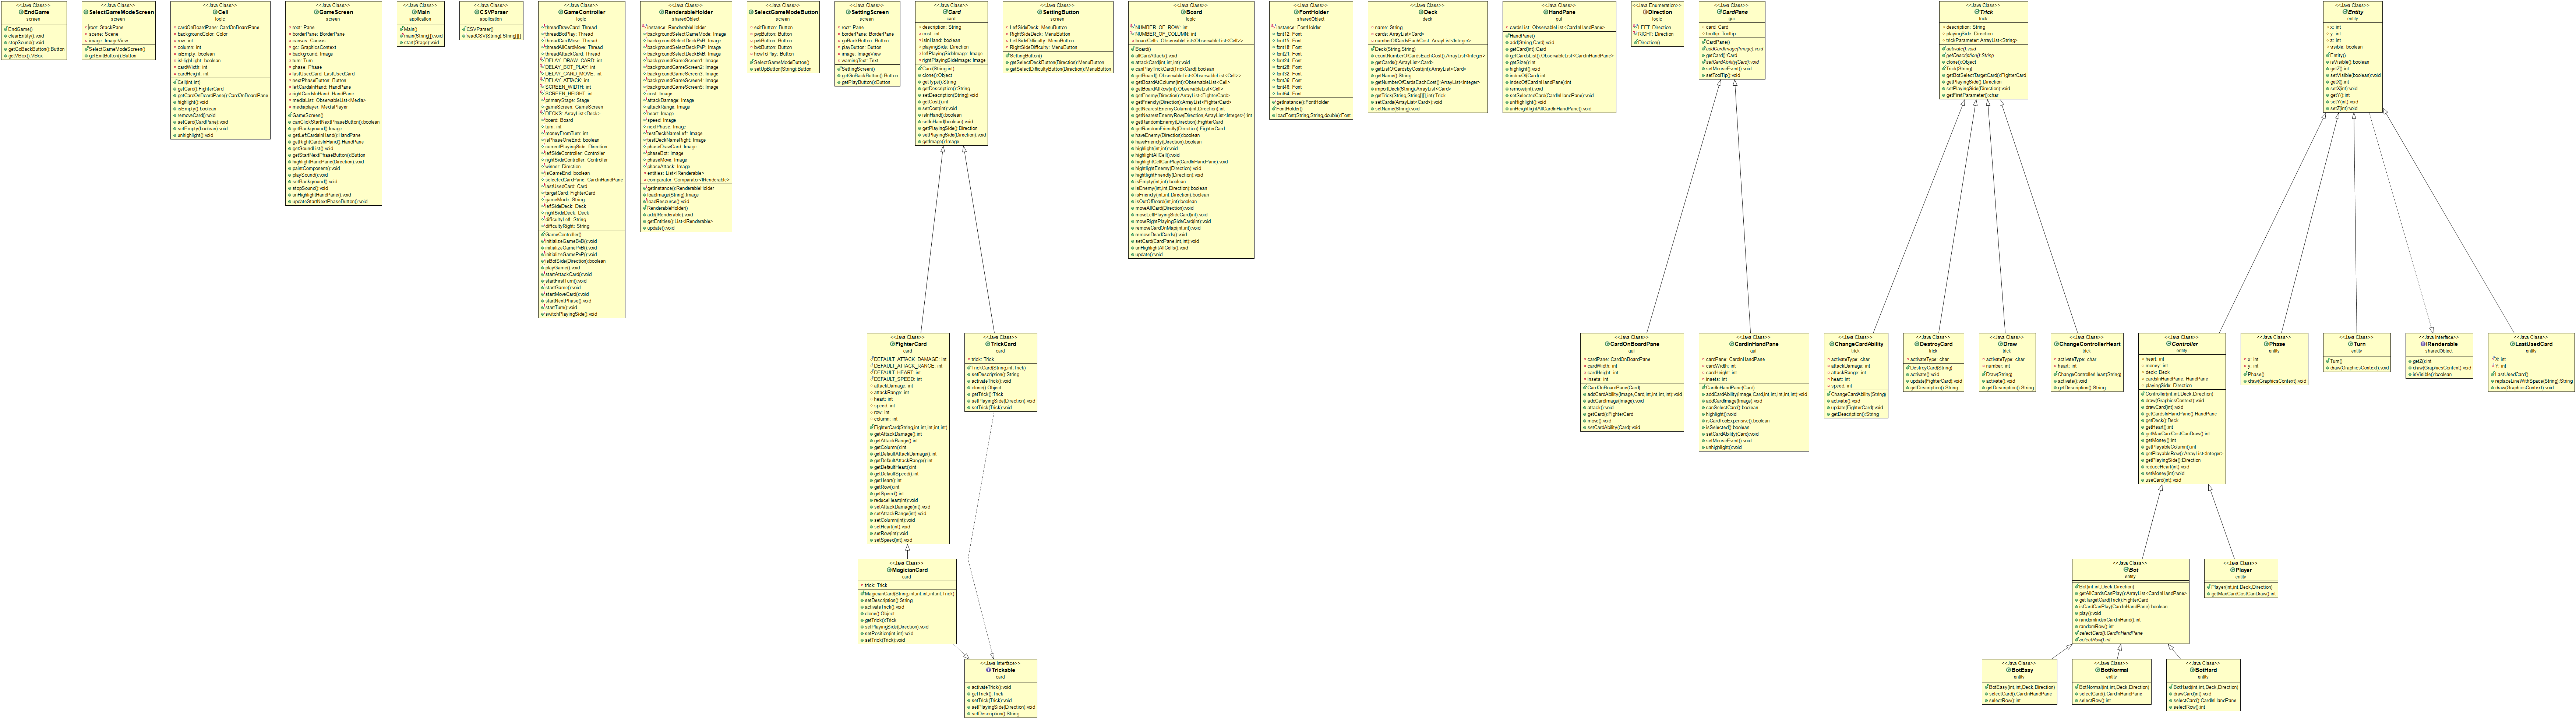 <<Java Class>>
EndGame
screen
EndGame()
clearEntity():void
stopSound():void
getGoBackButton():Button
getVBox():VBox
<<Java Class>>
SelectGameModeScreen
screen
root: StackPane
scene: Scene
image: ImageView
SelectGameModeScreen()
getExitButton():Button
<<Java Class>>
Cell
logic
cardOnBoardPane: CardOnBoardPane
backgroundColor: Color
row: int
column: int
isEmpty: boolean
isHighLight: boolean
cardWidth: int
cardHeight: int
Cell(int,int)
getCard():FighterCard
getCardOnBoardPane():CardOnBoardPane
highlight():void
isEmpty():boolean
removeCard():void
setCard(CardPane):void
setEmpty(boolean):void
unhighlight():void
<<Java Class>>
GameScreen
screen
root: Pane
borderPane: BorderPane
canvas: Canvas
gc: GraphicsContext
background: Image
turn: Turn
phase: Phase
lastUsedCard: LastUsedCard
nextPhaseButton: Button
leftCardsInHand: HandPane
rightCardsInHand: HandPane
mediaList: ObservableList<Media>
mediaplayer: MediaPlayer
GameScreen()
canClickStartNextPhaseButton():boolean
getBackground():Image
getLeftCardsInHand():HandPane
getRightCardsInHand():HandPane
getSoundList():void
getStartNextPhaseButton():Button
highlightHandPane(Direction):void
paintComponent():void
playSound():void
setBackground():void
stopSound():void
unHighlightHandPane():void
updateStartNextPhaseButton():void
<<Java Class>>
Main
application
Main()
main(String[]):void
start(Stage):void
<<Java Class>>
CSVParser
application
CSVParser()
readCSV(String):String[][]
<<Java Class>>
GameController
logic
threadDrawCard: Thread
threadBotPlay: Thread
threadCardMove: Thread
threadAllCardMove: Thread
threadAttackCard: Thread
DELAY_DRAW_CARD: int
DELAY_BOT_PLAY: int
DELAY_CARD_MOVE: int
DELAY_ATTACK: int
SCREEN_WIDTH: int
SCREEN_HEIGHT: int
primaryStage: Stage
gameScreen: GameScreen
DECKS: ArrayList<Deck>
board: Board
turn: int
moneyFromTurn: int
isPhaseOneEnd: boolean
currentPlayingSide: Direction
leftSideController: Controller
rightSideController: Controller
winner: Direction
isGameEnd: boolean
selectedCardPane: CardInHandPane
lastUsedCard: Card
targetCard: FighterCard
gameMode: String
leftSideDeck: Deck
rightSideDeck: Deck
difficultyLeft: String
difficultyRight: String
GameController()
initializeGameBvB():void
initializeGamePvB():void
initializeGamePvP():void
isBotSide(Direction):boolean
playGame():void
startAttackCard():void
startFirstTurn():void
startGame():void
startMoveCard():void
startNextPhase():void
startTurn():void
switchPlayingSide():void
<<Java Class>>
RenderableHolder
sharedObject
instance: RenderableHolder
backgroundSelectGameMode: Image
backgroundSelectDeckPvB: Image
backgroundSelectDeckPvP: Image
backgroundSelectDeckBvB: Image
backgroundGameScreen1: Image
backgroundGameScreen2: Image
backgroundGameScreen3: Image
backgroundGameScreen4: Image
backgroundGameScreen5: Image
cost: Image
attackDamage: Image
attackRange: Image
heart: Image
speed: Image
nextPhase: Image
testDeckNameLeft: Image
testDeckNameRight: Image
phaseDrawCard: Image
phaseBot: Image
phaseMove: Image
phaseAttack: Image
entities: List<IRenderable>
comparator: Comparator<IRenderable>
getInstance():RenderableHolder
loadImage(String):Image
loadResource():void
RenderableHolder()
add(IRenderable):void
getEntities():List<IRenderable>
update():void
<<Java Class>>
SelectGameModeButton
screen
exitButton: Button
pvpButton: Button
pvbButton: Button
bvbButton: Button
howToPlay: Button
SelectGameModeButton()
setUpButton(String):Button
<<Java Class>>
SettingScreen
screen
root: Pane
borderPane: BorderPane
playButton: Button
goBackButton: Button
image: ImageView
warningText: Text
SettingScreen()
getGoBackButton():Button
getPlayButton():Button
<<Java Class>>
Card
card
description: String
cost: int
isInHand: boolean
playingSide: Direction
leftPlayingSideImage: Image
rightPlayingSideImage: Image
Card(String,int)
clone():Object
getType():String
getDescription():String
setDescription(String):void
getCost():int
setCost(int):void
isInHand():boolean
setInHand(boolean):void
getPlayingSide():Direction
setPlayingSide(Direction):void
getImage():Image
<<Java Class>>
SettingButton
screen
LeftSideDeck: MenuButton
RightSideDeck: MenuButton
LeftSideDifficulty: MenuButton
RightSideDifficulty: MenuButton
SettingButton()
getSelectDeckButton(Direction):MenuButton
getSelectDifficultyButton(Direction):MenuButton
<<Java Class>>
Board
logic
NUMBER_OF_ROW: int
NUMBER_OF_COLUMN: int
boardCells: ObservableList<ObservableList<Cell>>
Board()
allCardAttack():void
attackCard(int,int):void
canPlayTrickCard(TrickCard):boolean
getBoard():ObservableList<ObservableList<Cell>>
getBoardAtColumn(int):ObservableList<Cell>
getBoardAtRow(int):ObservableList<Cell>
getEnemy(Direction):ArrayList<FighterCard>
getFriendly(Direction):ArrayList<FighterCard>
getNearestEnemyColumn(int,Direction):int
getNearestEnemyRow(Direction,ArrayList<Integer>):int
getRandomEnemy(Direction):FighterCard
getRandomFriendly(Direction):FighterCard
haveEnemy(Direction):boolean
haveFriendly(Direction):boolean
highlight(int,int):void
highlightAllCell():void
highlightCellCanPlay(CardInHandPane):void
highlightEnemy(Direction):void
hightlightFriendly(Direction):void
isEmpty(int,int):boolean
isEnemy(int,int,Direction):boolean
isFriendly(int,int,Direction):boolean
isOutOfBoard(int,int):boolean
moveAllCard(Direction):void
moveLeftPlayingSideCard(int):void
moveRightPlayingSideCard(int):void
removeCardOnMap(int,int):void
removeDeadCards():void
setCard(CardPane,int,int):void
unHighlightAllCells():void
update():void
<<Java Class>>
FontHolder
sharedObject
instance: FontHolder
font12: Font
font15: Font
font18: Font
font21: Font
font24: Font
font28: Font
font32: Font
font36: Font
font48: Font
font64: Font
getInstance():FontHolder
FontHolder()
loadFont(String,String,double):Font
<<Java Class>>
Deck
deck
name: String
cards: ArrayList<Card>
numberOfCardsEachCost: ArrayList<Integer>
Deck(String,String)
countNumberOfCardsEachCost():ArrayList<Integer>
getCards():ArrayList<Card>
getListOfCardsby cost(int):ArrayList<Card>
getName():String
getNumberOfCardsEachCost():ArrayList<Integer>
importDeck(String):ArrayList<Card>
getTrick(String,String[][],int):Trick
setCards(ArrayList<Card>):void
setName(String):void
<<Java Class>>
HandPane
gui
cardsList: ObservableList<CardInHandPane>
HandPane()
add(String,Card):void
getCard(int):Card
getCardsList():ObservableList<CardInHandPane>
getSize():int
highlight():void
indexOf(Card):int
indexOf(CardInHandPane):int
remove(int):void
setSelectedCard(CardInHandPane):void
unHighlight():void
unHeighlightAllCardInHandPane():void
<<Java Enumeration>>
Direction
logic
LEFT: Direction
RIGHT: Direction
Direction()
<<Java Class>>
CardPane
gui
card: Card
tooltip: Tooltip
CardPane()
addCardImage(Image):void
getCard():Card
setCardAbility(Card):void
setMouseEvent():void
setToolTip():void
<<Java Class>>
Trick
trick
description: String
playingSide: Direction
trickParameter: ArrayList<String>
activate():void
getDescription():String
clone():Object
Trick(String)
getBotSelectTargetCard():FighterCard
getPlayingSide():Direction
setPlayingSide(Direction):void
getFirstParameter():char
<<Java Class>>
Entity
entity
x: int
y: int
z: int
visible: boolean
Entity()
isVisible():boolean
getZ():int
setVisible(boolean):void
setX(int):void
getX():int
getY():int
setY(int):void
setZ(int):void
<<Java Class>>
FighterCard
card
DEFAULT_ATTACK_DAMAGE: int
DEFAULT_ATTACK_RANGE: int
DEFAULT_HEART: int
DEFAULT_SPEED: int
attackDamage: int
attackRange: int
heart: int
speed: int
row: int
column: int
FighterCard(String,int,int,int,int,int)
getAttackDamage():int
getAttackRange():int
getColumn():int
getDefaultAttackDamage():int
getDefaultAttackRange():int
getDefaultHeart():int
getDefaultSpeed():int
getHeart():int
getRow():int
getSpeed():int
reduceHeart(int):void
setAttackDamage(int):void
setAttackRange(int):void
setColumn(int):void
setHeart(int):void
setRow(int):void
setSpeed(int):void
<<Java Class>>
TrickCard
card
trick: Trick
TrickCard(String,int,Trick)
setDescription():String
activateTrick():void
clone():Object
getTrick():Trick
setPlayingSide(Direction):void
setTrick(Trick):void
<<Java Class>>
CardOnBoardPane
gui
cardPane: CardOnBoardPane
cardWidth: int
cardHeight: int
insets: int
CardOnBoardPane(Card)
addCardAbility(Image,Card,int,int,int,int):void
addCardImage(Image):void
attack():void
getCard():FighterCard
move():void
setCardAbility(Card):void
<<Java Class>>
CardInHandPane
gui
cardPane: CardInHandPane
cardWidth: int
cardHeight: int
insets: int
CardInHandPane(Card)
addCardAbility(Image,Card,int,int,int,int,int):void
addCardImage(Image):void
canSelectCard():boolean
highlight():void
isCardTooExpensive():boolean
isSelected():boolean
setCardAbility(Card):void
setMouseEvent():void
unhighlight():void
<<Java Class>>
ChangeCardAbility
trick
activateType: char
attackDamage: int
attackRange: int
heart: int
speed: int
ChangeCardAbility(String)
activate():void
update(FighterCard):void
getDescription():String
<<Java Class>>
DestroyCard
trick
activateType: char
DestroyCard(String)
activate():void
update(FighterCard):void
getDescription():String
<<Java Class>>
Draw
trick
activateType: char
number: int
Draw(String)
activate():void
getDescription():String
<<Java Class>>
ChangeControllerHeart
trick
activateType: char
heart: int
ChangeControllerHeart(String)
activate():void
getDescription():String
<<Java Class>>
Controller
entity
heart: int
money: int
deck: Deck
cardsInHandPane: HandPane
playingSide: Direction
Controller(int,int,Deck,Direction)
draw(GraphicsContext):void
drawCard(int):void
getCardsInHandPane():HandPane
getDeck():Deck
getHeart():int
getMaxCardCostCanDraw():int
getMoney():int
getPlayableColumn():int
getPlayableRow():ArrayList<Integer>
getPlayingSide():Direction
reduceHeart(int):void
setMoney(int):void
useCard(int):void
<<Java Class>>
Phase
entity
x: int
y: int
Phase()
draw(GraphicsContext):void
<<Java Class>>
Turn
entity
Turn()
draw(GraphicsContext):void
<<Java Interface>>
IRenderable
sharedObject
getZ():int
draw(GraphicsContext):void
isVisible():boolean
<<Java Class>>
LastUsedCard
entity
X: int
Y: int
LastUsedCard()
replaceLineWithSpace(String):String
draw(GraphicsContext):void
<<Java Class>>
MagicianCard
card
trick: Trick
MagicianCard(String,int,int,int,int,int,Trick)
setDescription():String
activateTrick():void
clone():Object
getTrick():Trick
setPlayingSide(Direction):void
setPosition(int,int):void
setTrick(Trick):void
<<Java Class>>
Bot
entity
Bot(int,int,Deck,Direction)
getAllCardsCanPlay():ArrayList<CardInHandPane>
getTargetCard(Trick):FighterCard
isCardCanPlay(CardInHandPane):boolean
play():void
randomIndexCardInHand():int
randomRow():int
selectCard():CardInHandPane
selectRow():int
<<Java Class>>
Player
entity
Player(int,int,Deck,Direction)
getMaxCardCostCanDraw():int
<<Java Interface>>
Trickable
card
activateTrick():void
getTrick():Trick
setTrick(Trick):void
setPlayingSide(Direction):void
setDescription():String
<<Java Class>>
BotEasy
entity
BotEasy(int,int,Deck,Direction)
selectCard():CardInHandPane
selectRow():int
<<Java Class>>
BotNormal
entity
BotNormal(int,int,Deck,Direction)
selectCard():CardInHandPane
selectRow():int
<<Java Class>>
BotHard
entity
BotHard(int,int,Deck,Direction)
drawCard(int):void
selectCard():CardInHandPane
selectRow():int